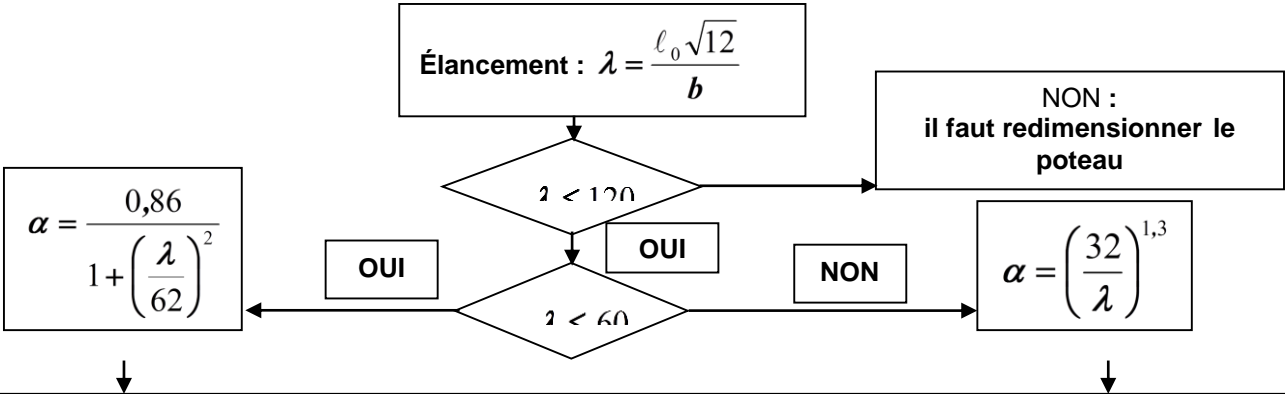 Élancement : λ = ℓ₀√12 / b
NON :
il faut redimensionner le
poteau
λ < 120
OUI
α = 0,86 / (1 + (λ/62)²)
OUI
NON
α = (32/λ)^1,3
λ < 60